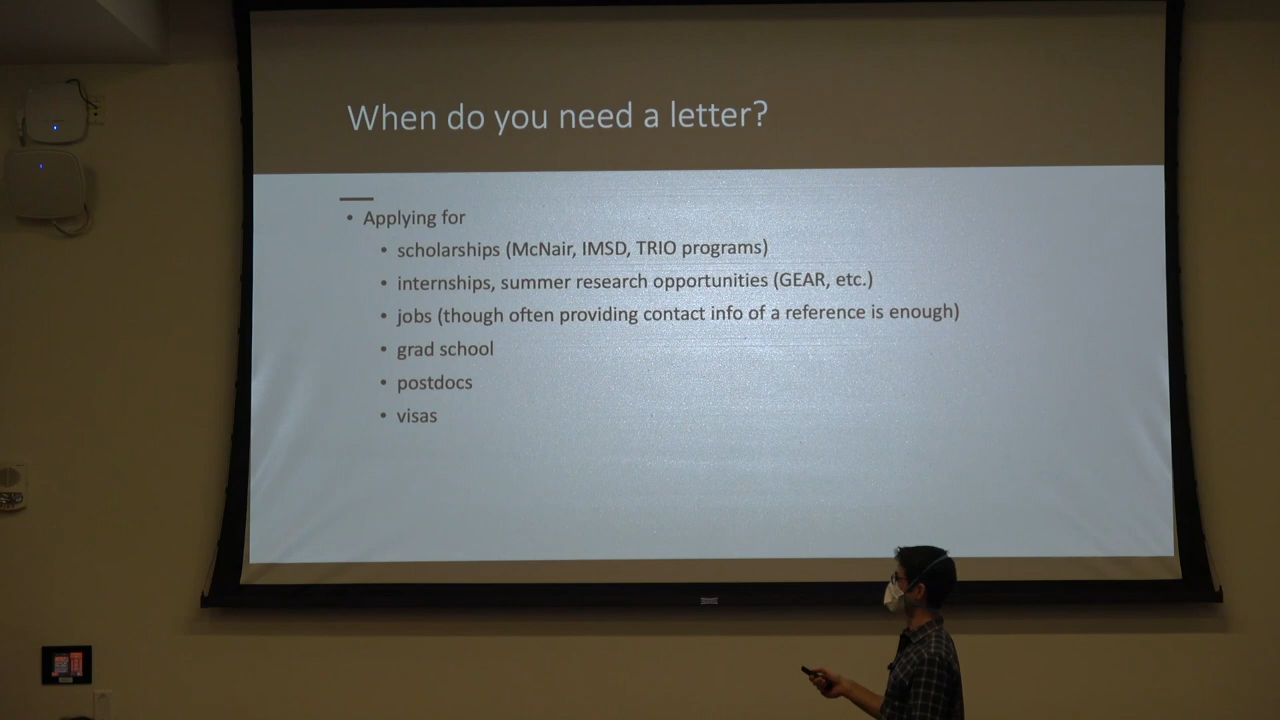 When do you need a letter?
• Applying for
• scholarships (McNair, IMSD, TRIO programs)
• internships, summer research opportunities (GEAR, etc.)
• jobs (though often providing contact info of a reference is enough)
• grad school
• postdocs
• visas